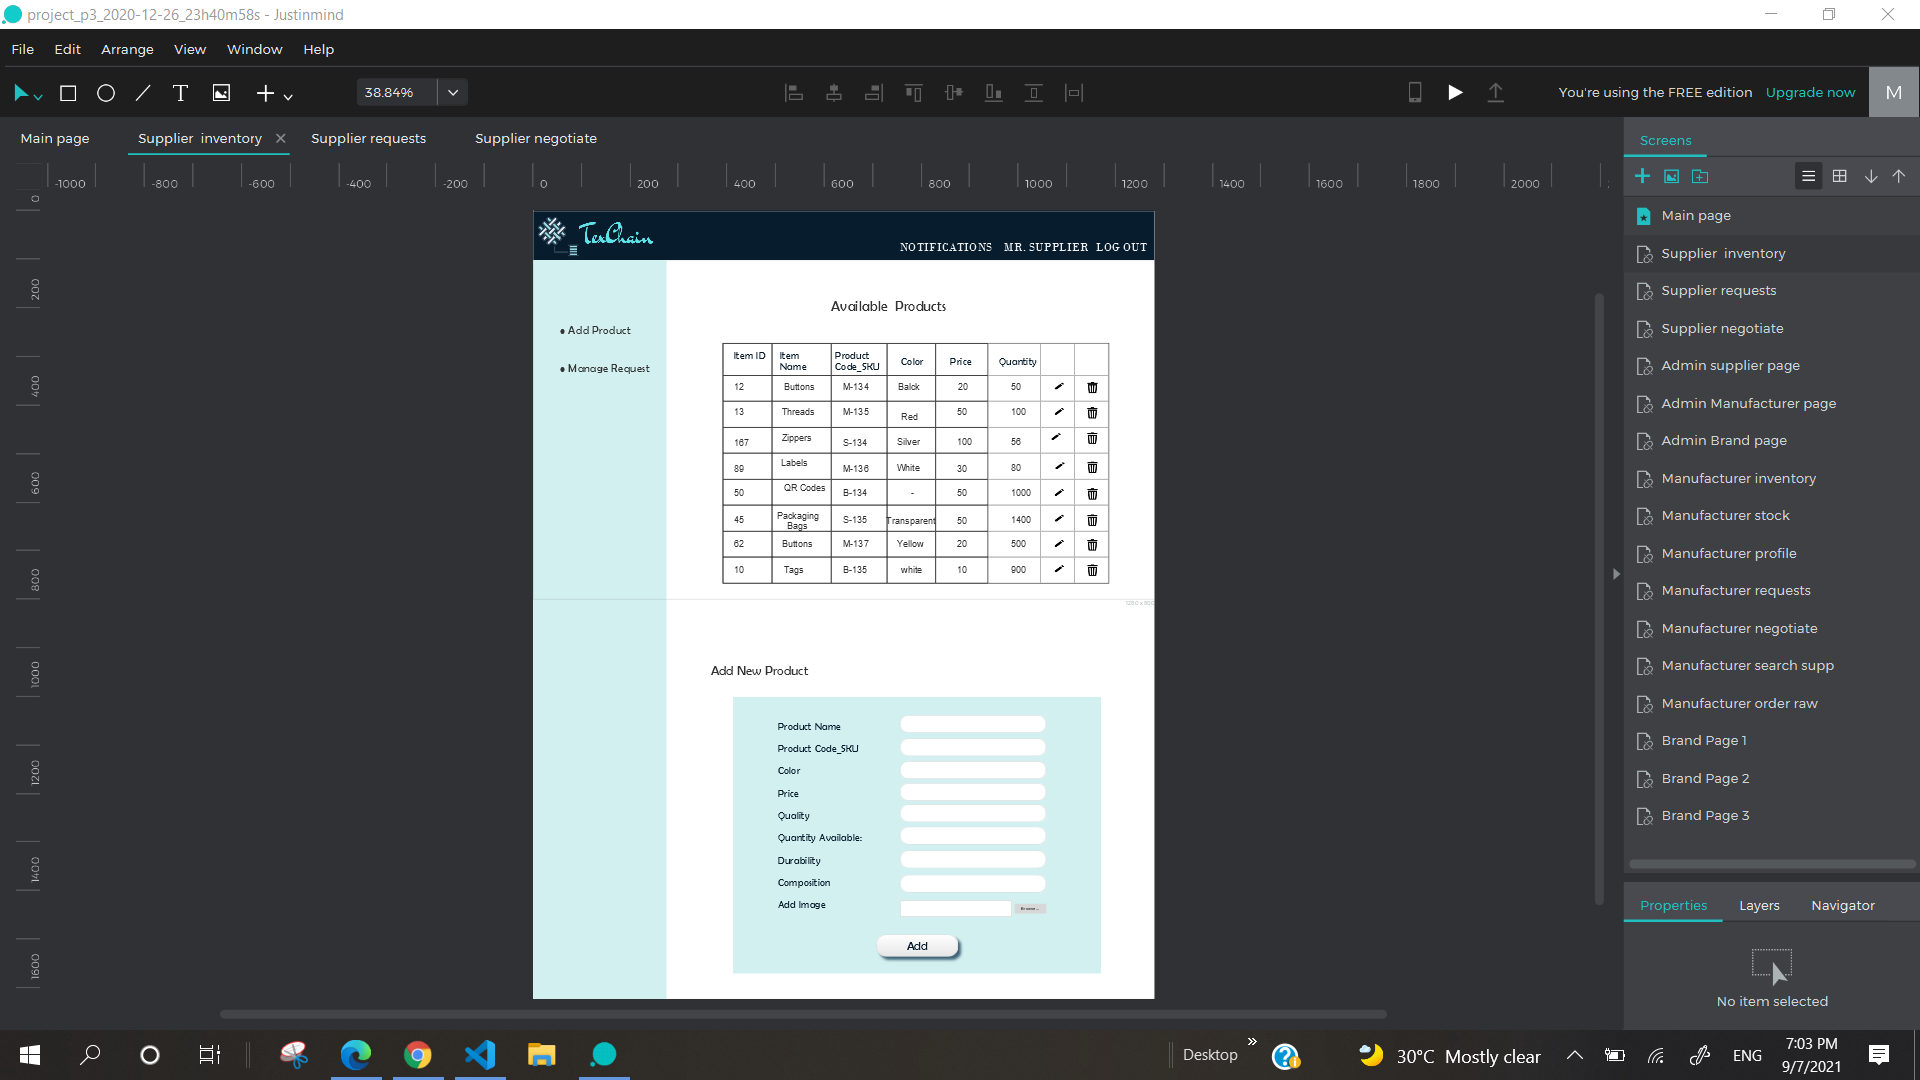 project_p3_2020-12-26_23h40m58s - Justinmind
File Edit Arrange View Window Help
38.84%
You're using the FREE edition Upgrade now M
Main page Supplier  inventory Supplier requests Supplier negotiate
Screens
-1000 -800 -600 -400 -200 0 200 400 600 800 1000 1200 1400 1600 1800 2000
0
200
400
600
800
1000
1200
1400
1600
TexChain
NOTIFICATIONS MR. SUPPLIER LOG OUT
• Add Product
• Manage Request
Available Products
Item ID Item Name Product Code_SKU Color Price Quantity
12 Buttons M-134 Balck 20 50
13 Threads M-135 Red 50 100
167 Zippers S-134 Silver 100 56
89 Labels M-136 White 30 80
50 QR Codes B-134 - 50 1000
45 Packaging Bags S-135 Transparent 50 1400
62 Buttons M-137 Yellow 20 500
10 Tags B-135 white 10 900
Add New Product
Product Name
Product Code_SKU
Color
Price
Quality
Quantity Available:
Durability
Composition
Add Image Browse...
Add
Main page
Supplier  inventory
Supplier requests
Supplier negotiate
Admin supplier page
Admin Manufacturer page
Admin Brand page
Manufacturer inventory
Manufacturer stock
Manufacturer profile
Manufacturer requests
Manufacturer negotiate
Manufacturer search supp
Manufacturer order raw
Brand Page 1
Brand Page 2
Brand Page 3
Properties Layers Navigator
No item selected
Desktop
30°C Mostly clear
ENG
7:03 PM
9/7/2021